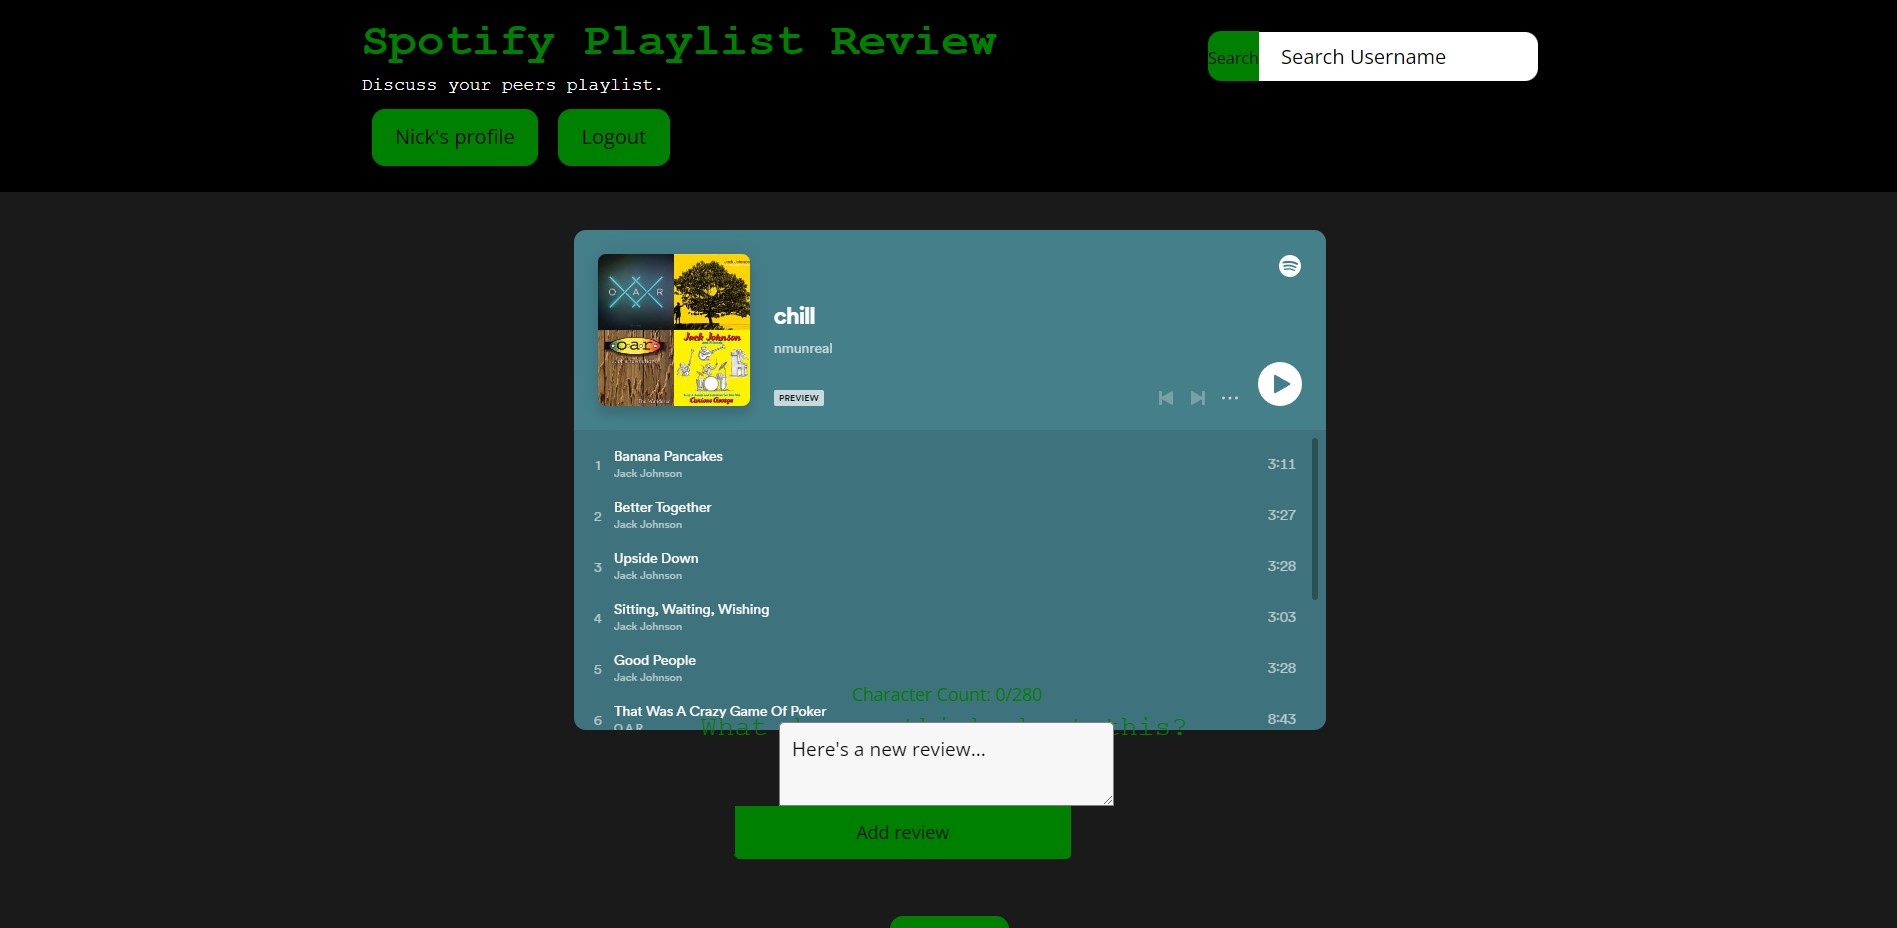 Spotify Playlist Review
Search
Search Username
Discuss your peers playlist.
Nick's profile
Logout
O A R
Jack Johnson
o·a·r
Jack Johnson
Curious George
chill
nmunreal
PREVIEW
1 Banana Pancakes 3:11
Jack Johnson
2 Better Together 3:27
Jack Johnson
3 Upside Down 3:28
Jack Johnson
4 Sitting, Waiting, Wishing 3:03
Jack Johnson
5 Good People 3:28
Jack Johnson
Character Count: 0/280
6 That Was A Crazy Game Of Poker 8:43
O.A.R.
What this?
Here's a new review...
Add review